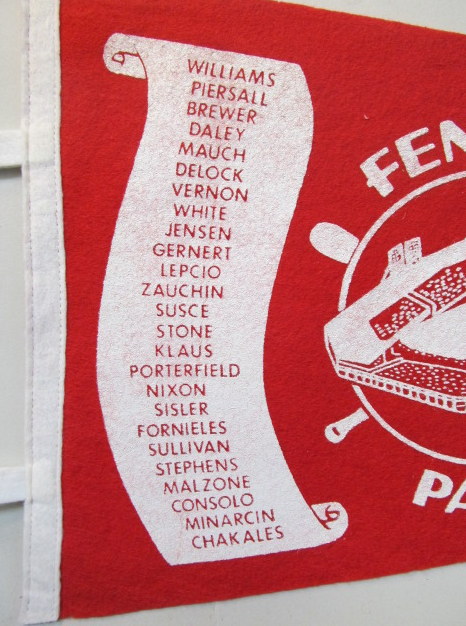 WILLIAMS
PIERSALL
BREWER
DALEY
MAUCH
DELOCK
VERNON
WHITE
JENSEN
GERNERT
LEPCIO
ZAUCHIN
SUSCE
STONE
KLAUS
PORTERFIELD
NIXON
SISLER
FORNIELES
SULLIVAN
STEPHENS
MALZONE
CONSOLO
MINARCIN
CHAKALES
FEN
PA